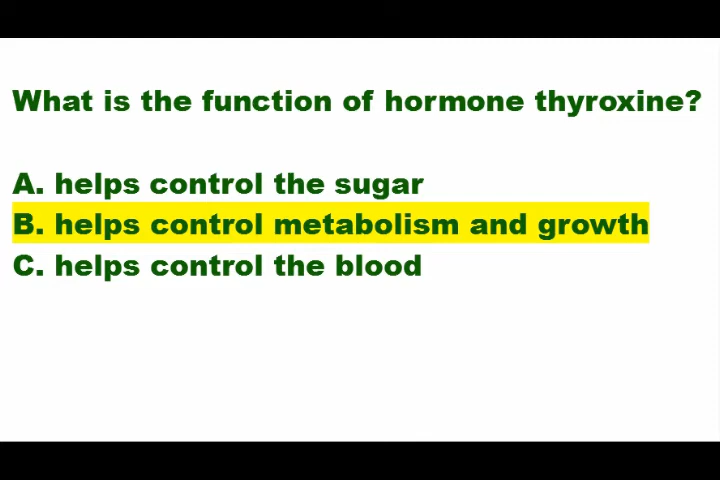 What is the function of hormone thyroxine?
A. helps control the sugar
B. helps control metabolism and growth
C. helps control the blood